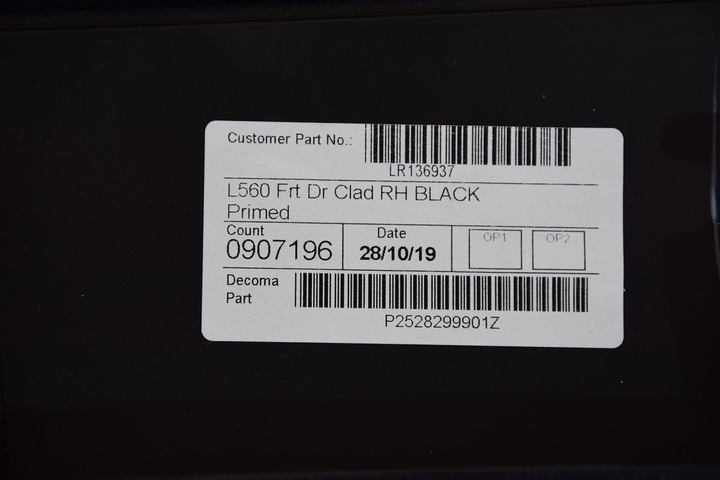 Customer Part No.:
LR136937
L560 Frt Dr Clad RH BLACK
Primed
Count Date OP1 OP2
0907196 28/10/19
Decoma
Part
P2528299901Z